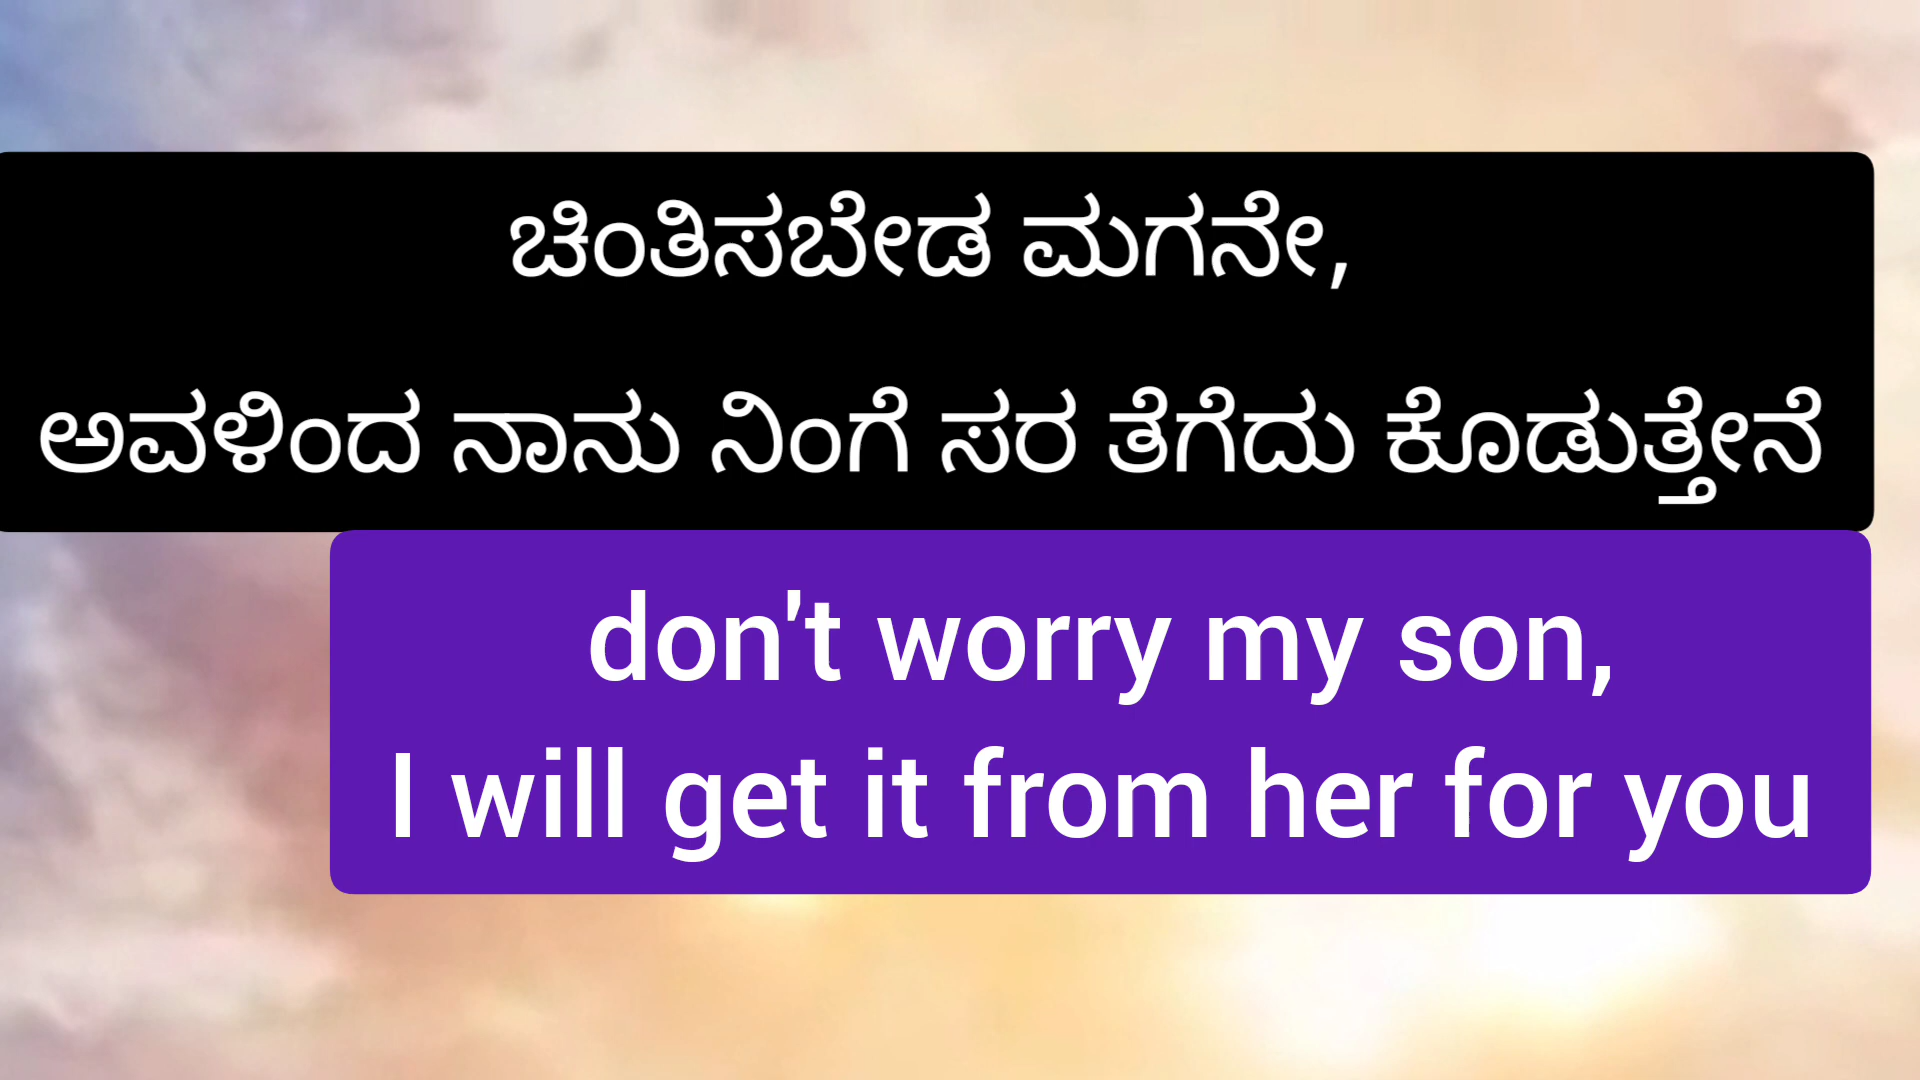 ಚಿಂತಿಸಬೇಡ ಮಗನೇ,
ಅವಳಿಂದ ನಾನು ನಿಂಗೆ ಸರ ತೆಗೆದು ಕೊಡುತ್ತೇನೆ
don't worry my son,
I will get it from her for you